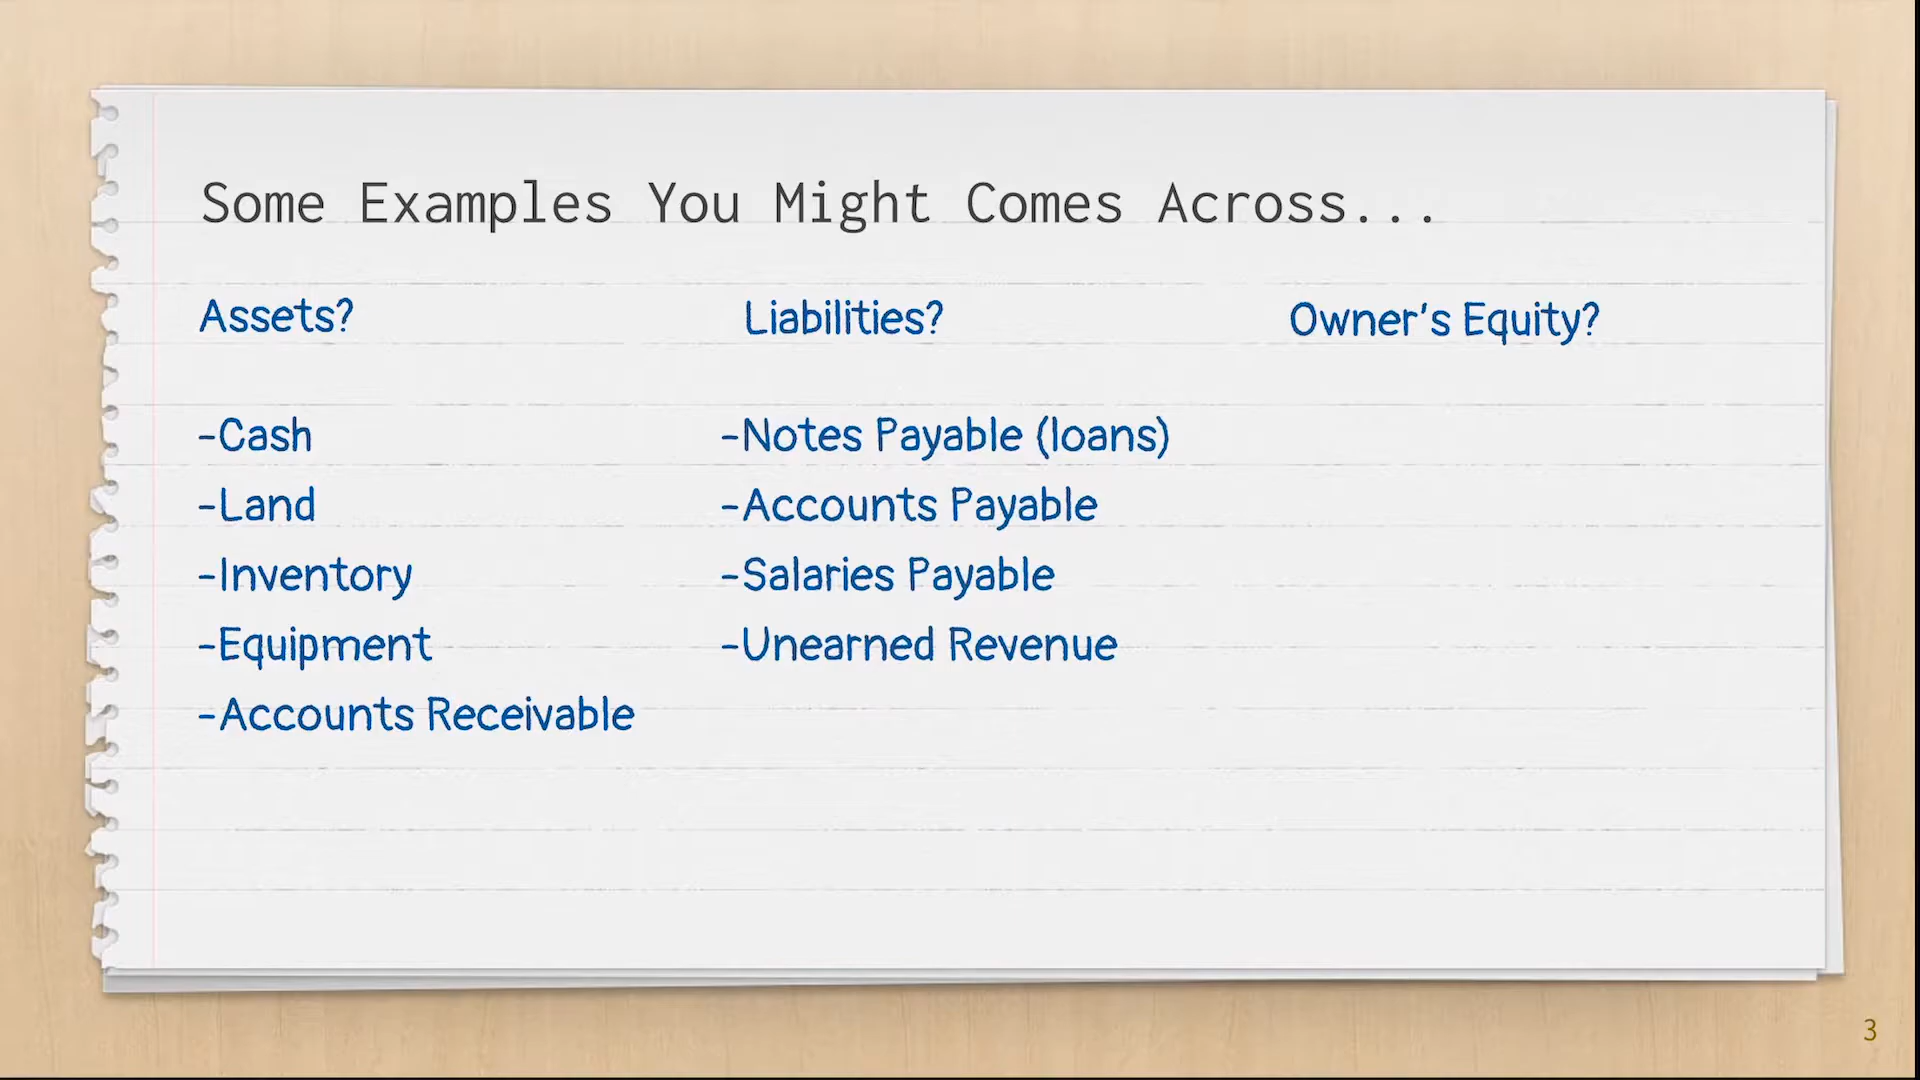 Some Examples You Might Comes Across...
Assets?
-Cash
-Land
-Inventory
-Equipment
-Accounts Receivable
Liabilities?
-Notes Payable (loans)
-Accounts Payable
-Salaries Payable
-Unearned Revenue
Owner's Equity?
3